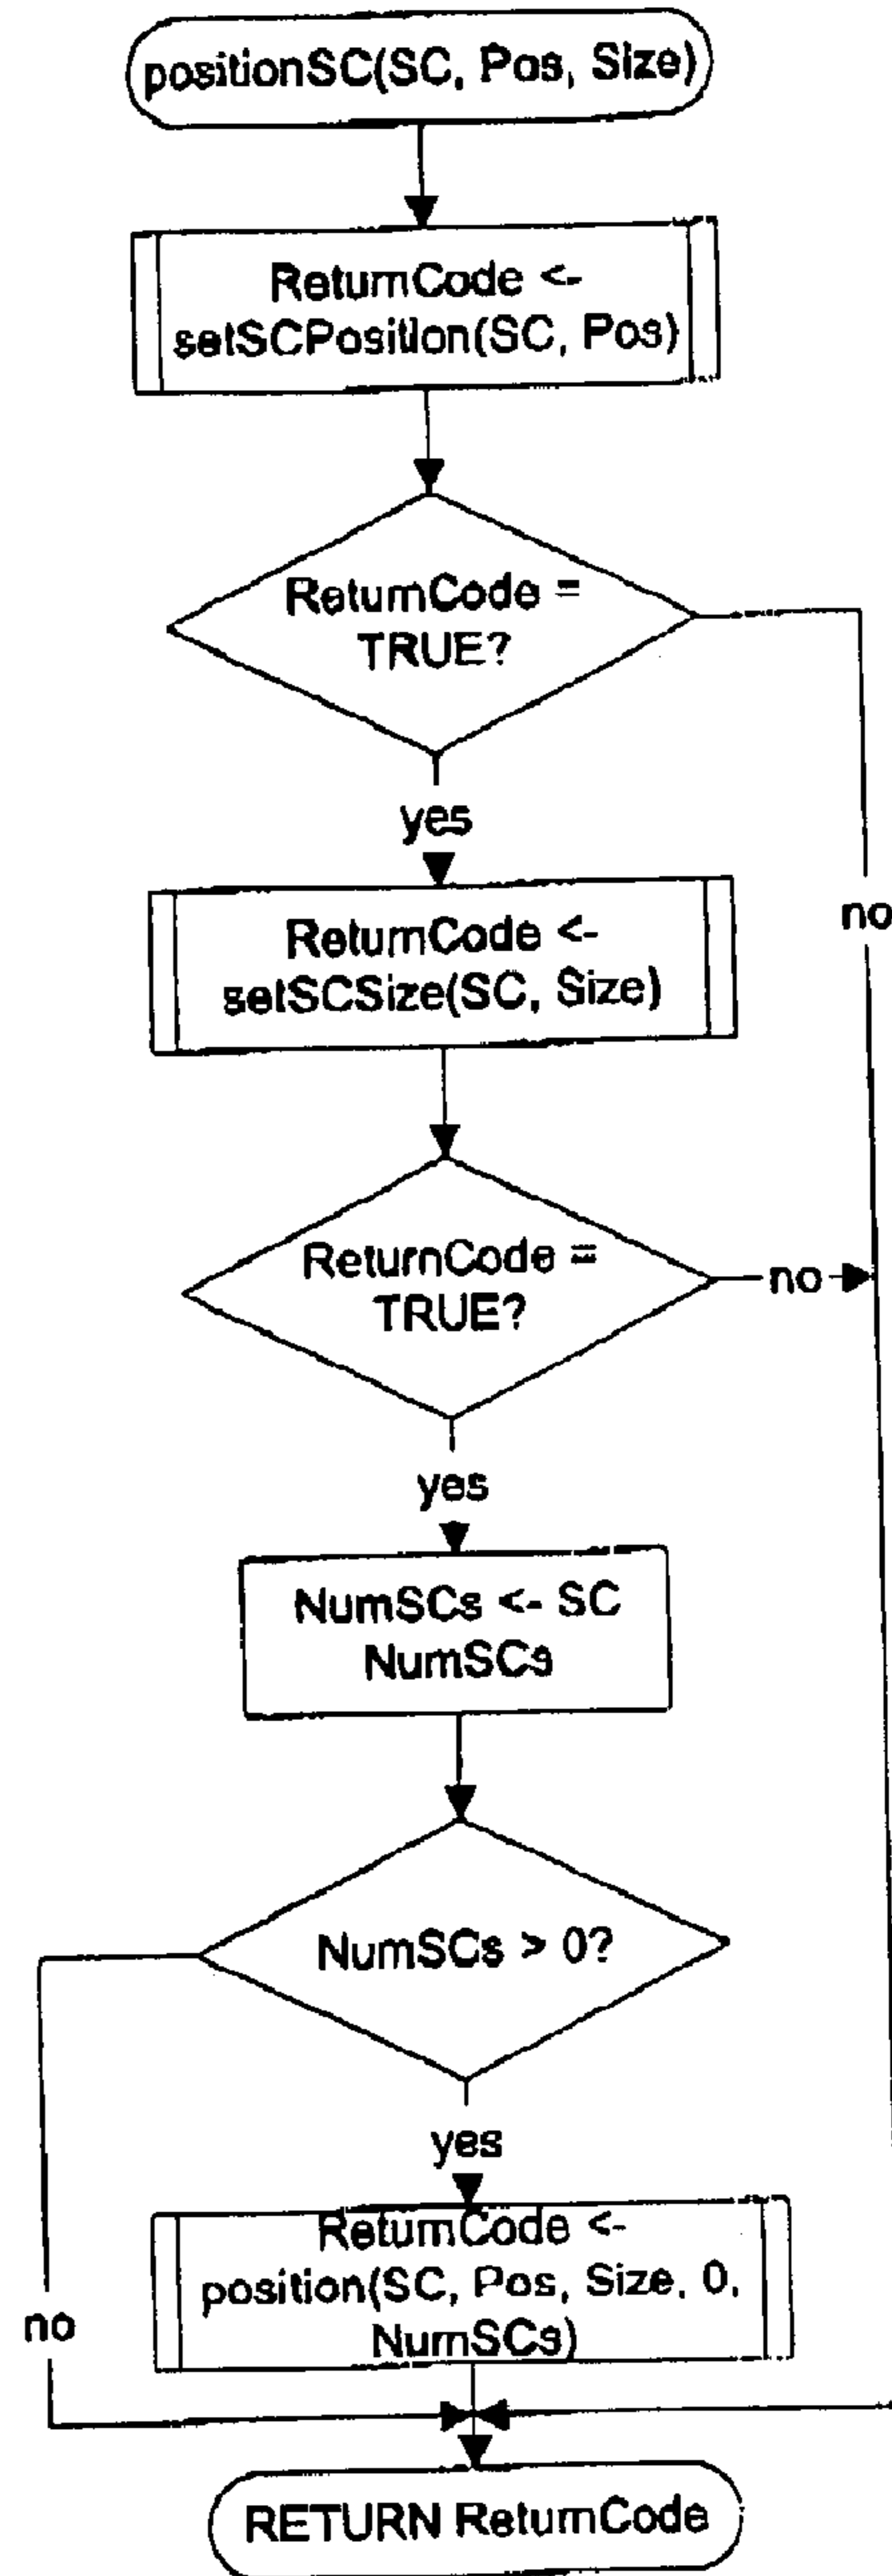 positionSC(SC, Pos, Size)
ReturnCode <-
setSCPosition(SC, Pos)
ReturnCode =
TRUE?
yes
no
ReturnCode <-
setSCSize(SC, Size)
ReturnCode =
TRUE?
no
yes
NumSCs <- SC
NumSCs
NumSCs > 0?
yes
no
ReturnCode <-
position(SC, Pos, Size, 0,
NumSCs)
RETURN ReturnCode